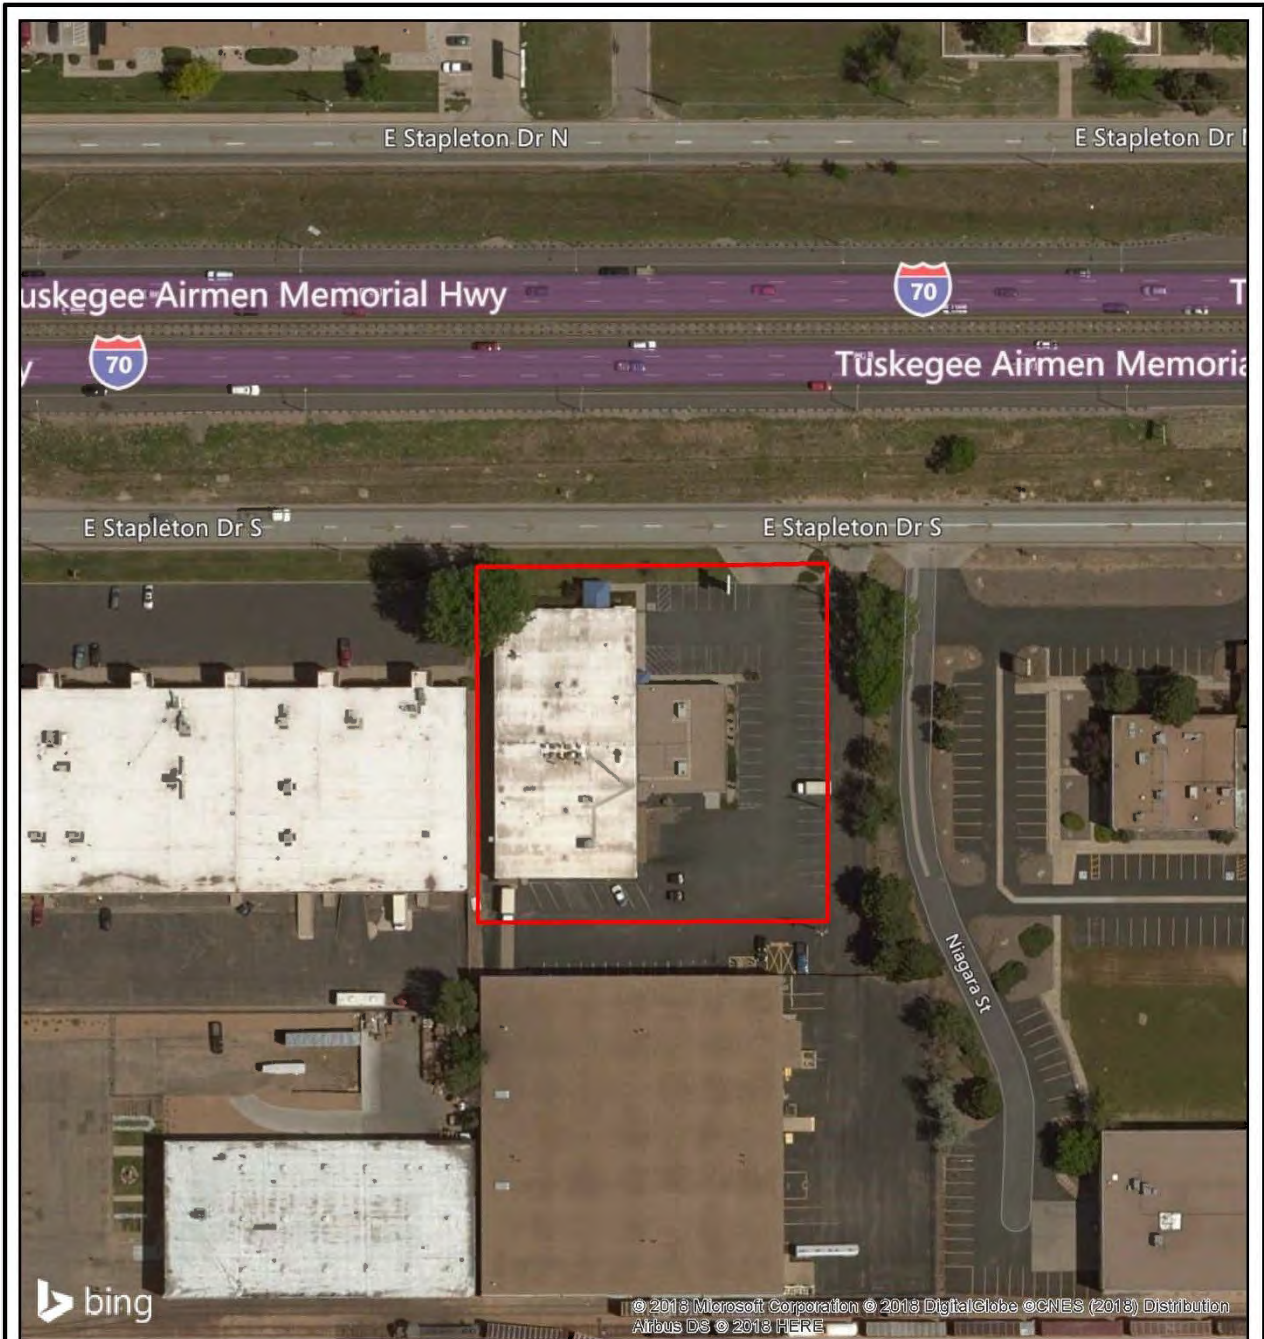 E Stapleton Dr N
E Stapleton Dr N
uskegee Airmen Memorial Hwy
70
T
70
y
Tuskegee Airmen Memoria
E Stapleton Dr S
E Stapleton Dr S
Niagara St
bing
© 2018 Microsoft Corporation © 2018 DigitalGlobe ©CNES (2018) Distribution
Airbus DS © 2018 HERE